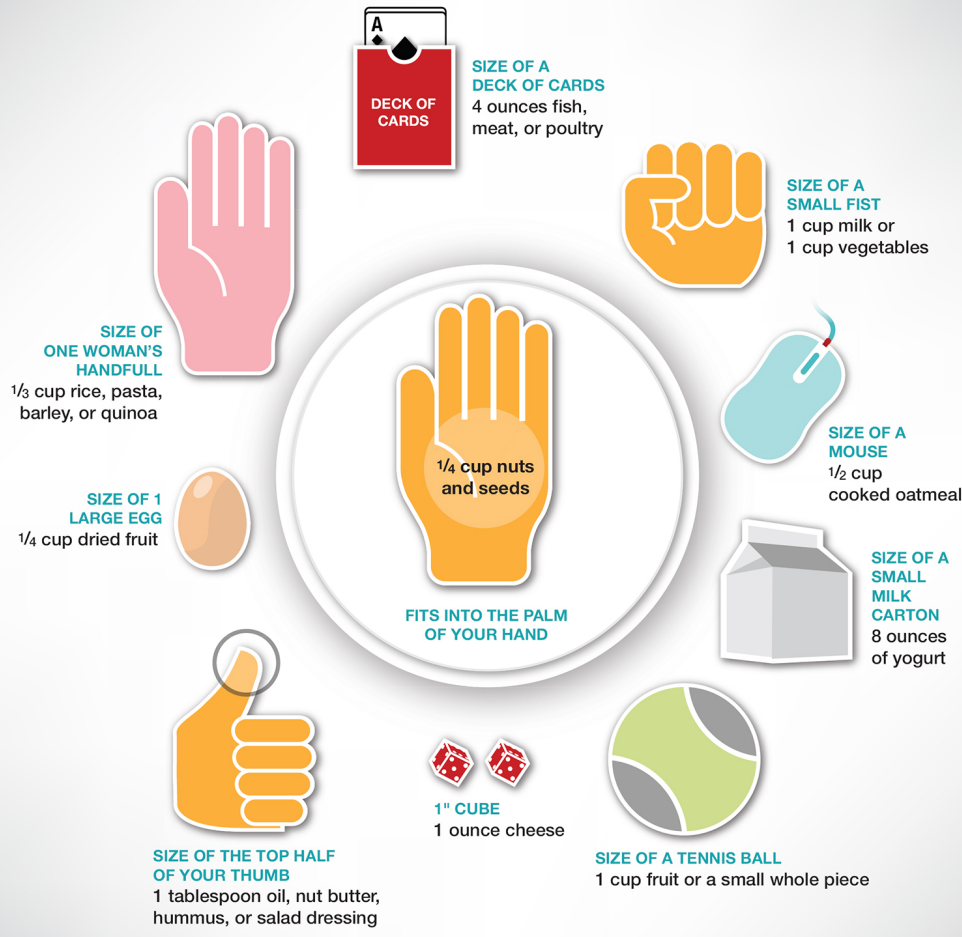 A
DECK OF
CARDS
SIZE OF A
DECK OF CARDS
4 ounces fish,
meat, or poultry
SIZE OF A
SMALL FIST
1 cup milk or
1 cup vegetables
SIZE OF
ONE WOMAN'S
HANDFULL
1/3 cup rice, pasta,
barley, or quinoa
1/4 cup nuts
and seeds
FITS INTO THE PALM
OF YOUR HAND
SIZE OF A
MOUSE
1/2 cup
cooked oatmeal
SIZE OF 1
LARGE EGG
1/4 cup dried fruit
SIZE OF A
SMALL
MILK
CARTON
8 ounces
of yogurt
SIZE OF THE TOP HALF
OF YOUR THUMB
1 tablespoon oil, nut butter,
hummus, or salad dressing
1" CUBE
1 ounce cheese
SIZE OF A TENNIS BALL
1 cup fruit or a small whole piece